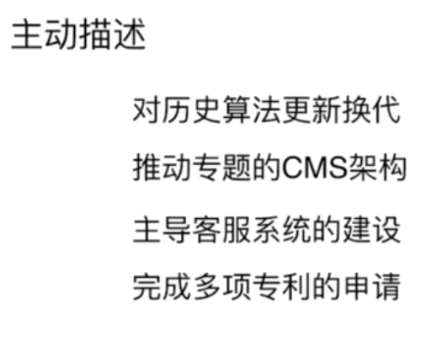 主动描述
对历史算法更新换代
推动专题的CMS架构
主导客服系统的建设
完成多项专利的申请